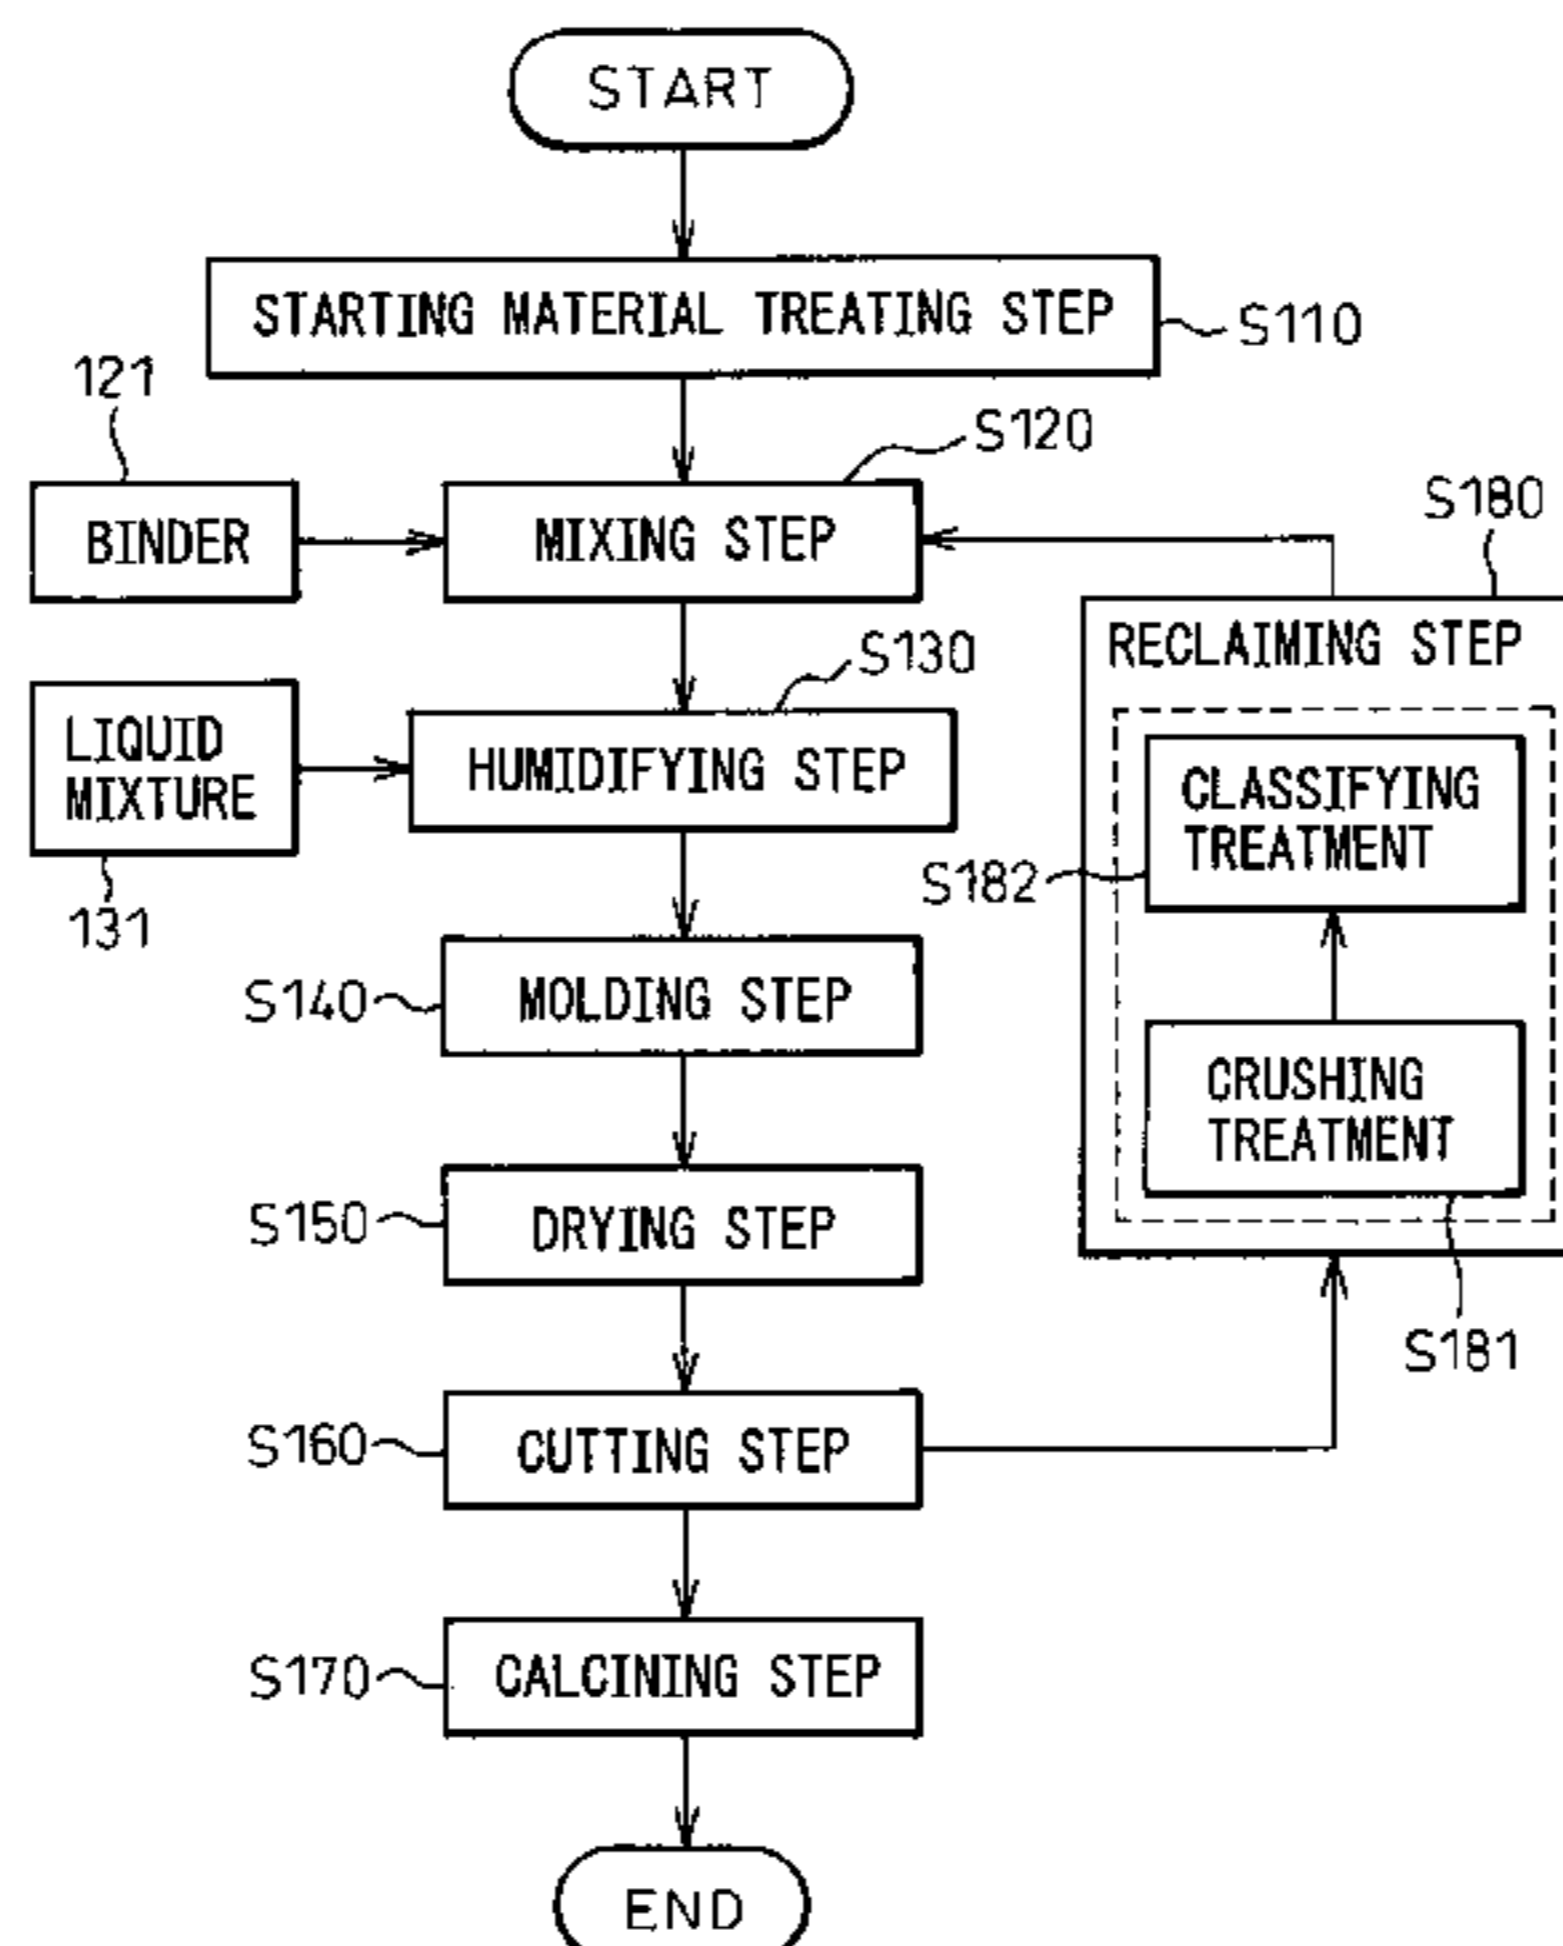 START
STARTING MATERIAL TREATING STEP
S110
121
S120
BINDER
MIXING STEP
S180
RECLAIMING STEP
S130
LIQUID
MIXTURE
HUMIDIFYING STEP
131
CLASSIFYING
TREATMENT
S182
S140
MOLDING STEP
CRUSHING
TREATMENT
S150
DRYING STEP
S181
S160
CUTTING STEP
S170
CALCINING STEP
END